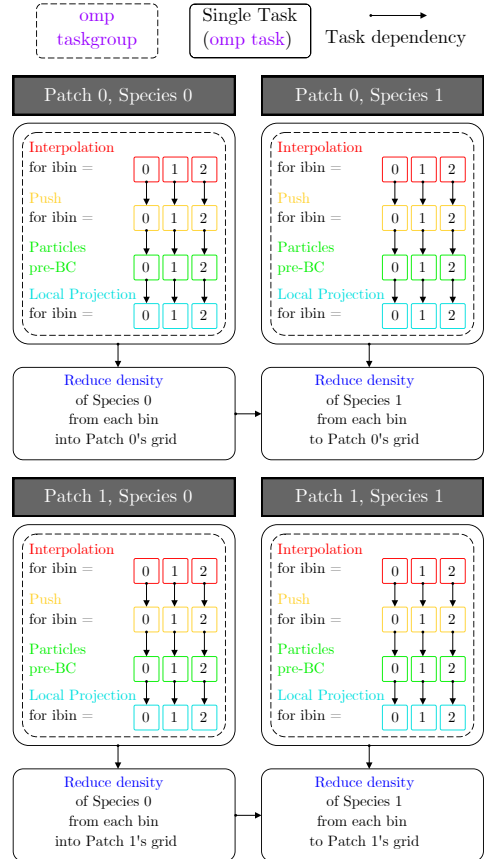 omp
taskgroup
Single Task
(omp task)
Task dependency
Patch 0, Species 0
Interpolation
for ibin = 0 1 2
Push
for ibin = 0 1 2
Particles
pre-BC 0 1 2
Local Projection
for ibin = 0 1 2
Reduce density
of Species 0
from each bin
into Patch 0's grid
Patch 0, Species 1
Interpolation
for ibin = 0 1 2
Push
for ibin = 0 1 2
Particles
pre-BC 0 1 2
Local Projection
for ibin = 0 1 2
Reduce density
of Species 1
from each bin
to Patch 0's grid
Patch 1, Species 0
Interpolation
for ibin = 0 1 2
Push
for ibin = 0 1 2
Particles
pre-BC 0 1 2
Local Projection
for ibin = 0 1 2
Reduce density
of Species 0
from each bin
into Patch 1's grid
Patch 1, Species 1
Interpolation
for ibin = 0 1 2
Push
for ibin = 0 1 2
Particles
pre-BC 0 1 2
Local Projection
for ibin = 0 1 2
Reduce density
of Species 1
from each bin
to Patch 1's grid